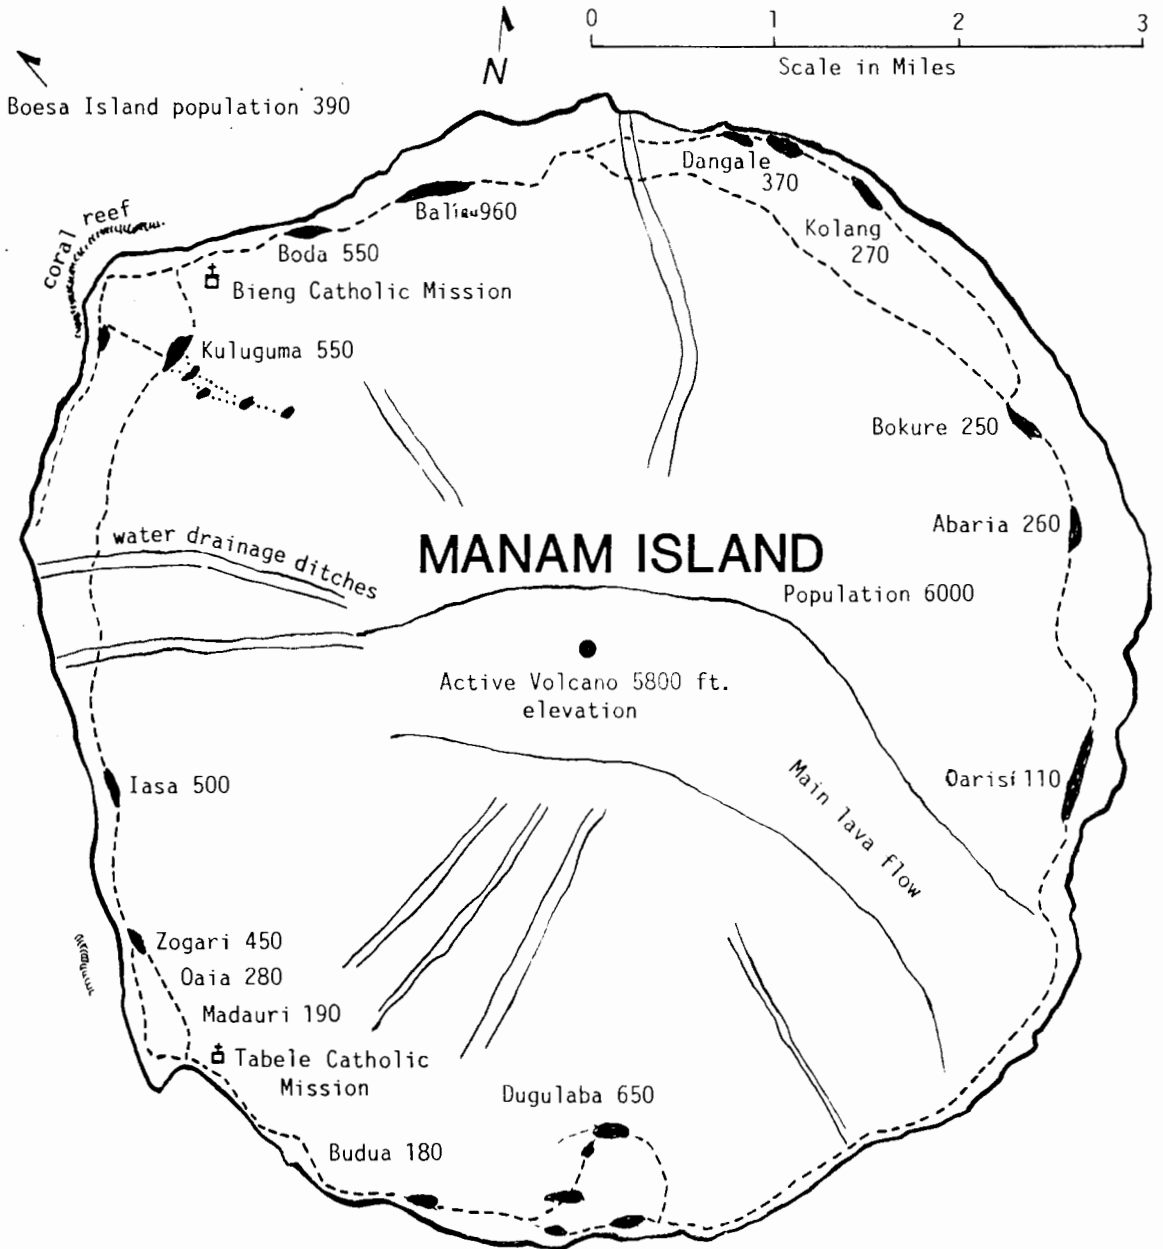 0 1 2 3
Scale in Miles
N
Boesa Island population 390
coral reef
Dangale
370
Baliau 960
Kolang
270
Boda 550
Bieng Catholic Mission
Kuluguma 550
Bokure 250
Abaria 260
water drainage ditches
MANAM ISLAND
Population 6000
Active Volcano 5800 ft.
elevation
Iasa 500
Oarisi 110
Main lava flow
Zogari 450
Oaia 280
Madauri 190
Tabele Catholic
Mission
Dugulaba 650
Budua 180